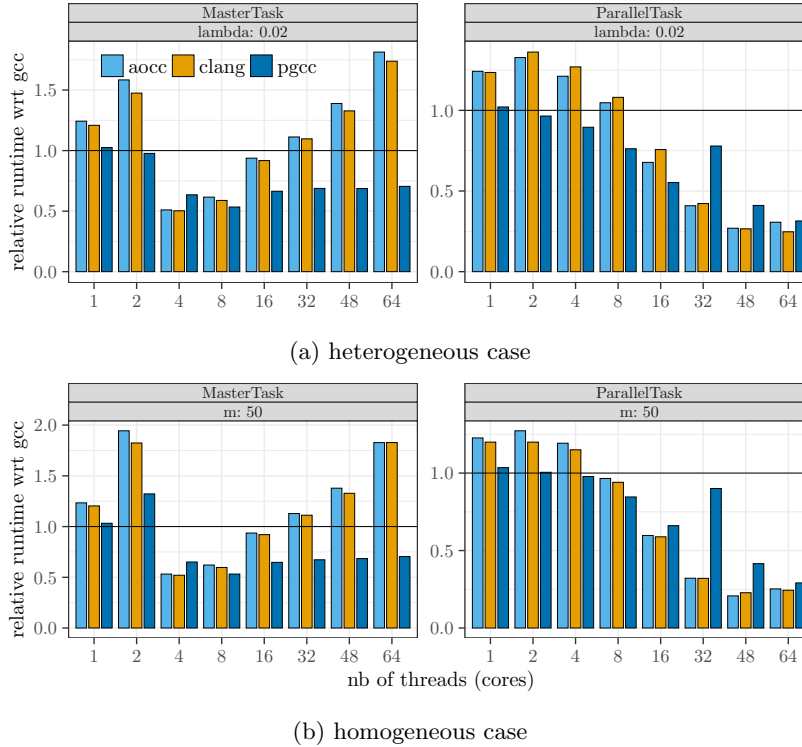 MasterTask
lambda: 0.02
ParallelTask
lambda: 0.02
aocc clang pgcc
relative runtime wrt gcc
1.5
1.0
0.5
0.0
1.0
0.5
0.0
1 2 4 8 16 32 48 64
1 2 4 8 16 32 48 64
(a) heterogeneous case
MasterTask
m: 50
ParallelTask
m: 50
relative runtime wrt gcc
2.0
1.5
1.0
0.5
0.0
1.0
0.5
0.0
1 2 4 8 16 32 48 64
1 2 4 8 16 32 48 64
nb of threads (cores)
(b) homogeneous case